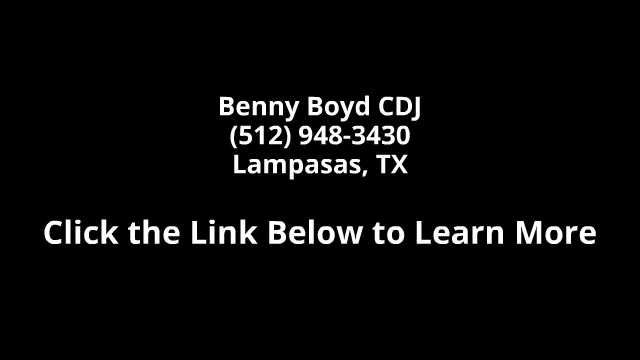 Benny Boyd CDJ
(512) 948-3430
Lampasas, TX
Click the Link Below to Learn More